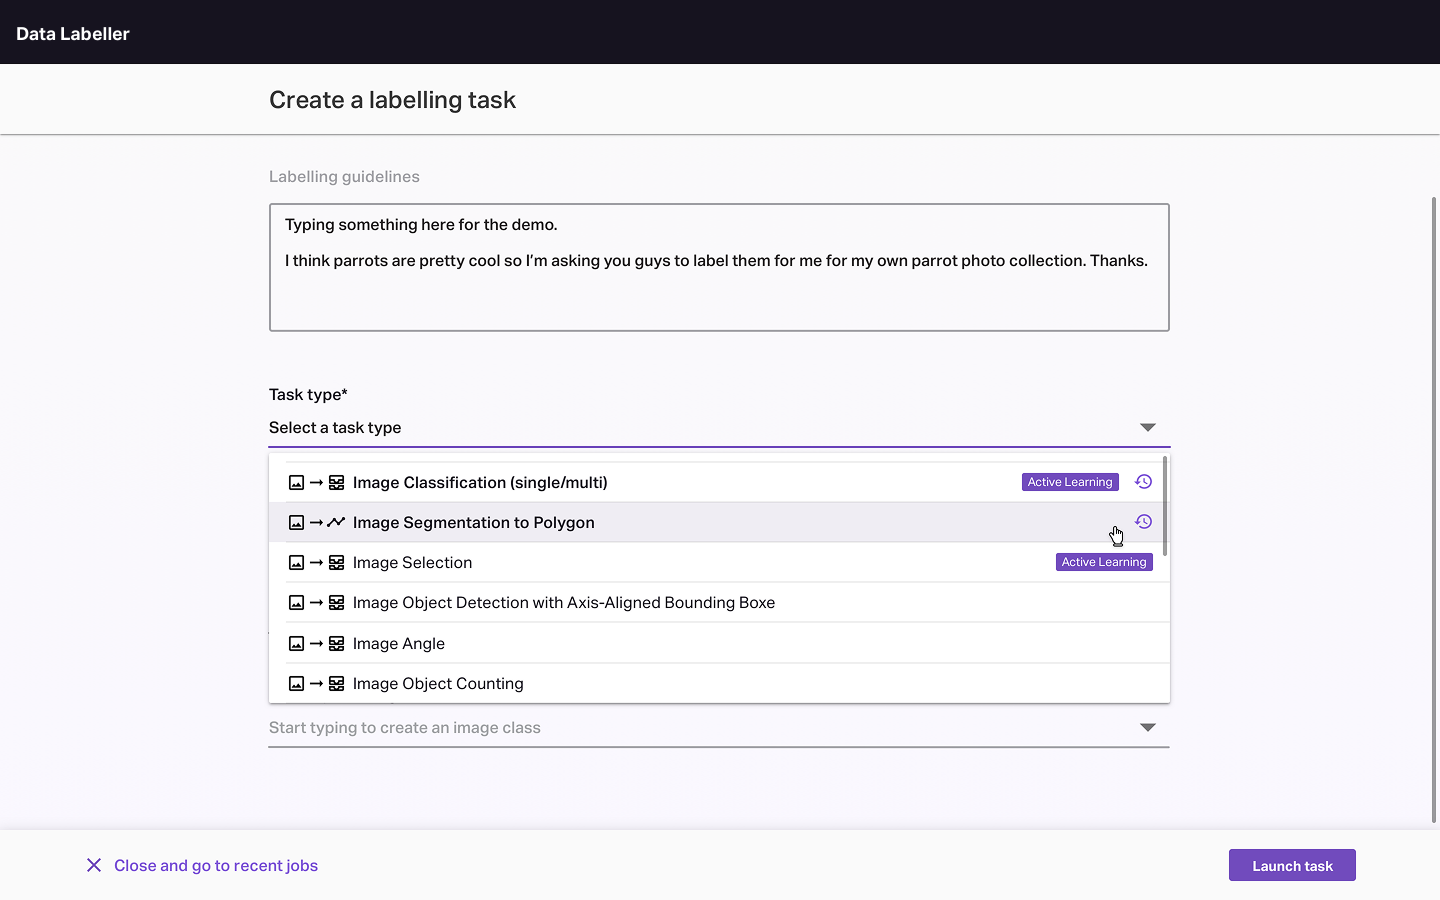 Data Labeller
Create a labelling task
Labelling guidelines
Typing something here for the demo.
I think parrots are pretty cool so I'm asking you guys to label them for me for my own parrot photo collection. Thanks.
Task type*
Select a task type
Image Classification (single/multi) Active Learning
Image Segmentation to Polygon
Image Selection Active Learning
Image Object Detection with Axis-Aligned Bounding Boxe
Image Angle
Image Object Counting
Start typing to create an image class
Close and go to recent jobs
Launch task